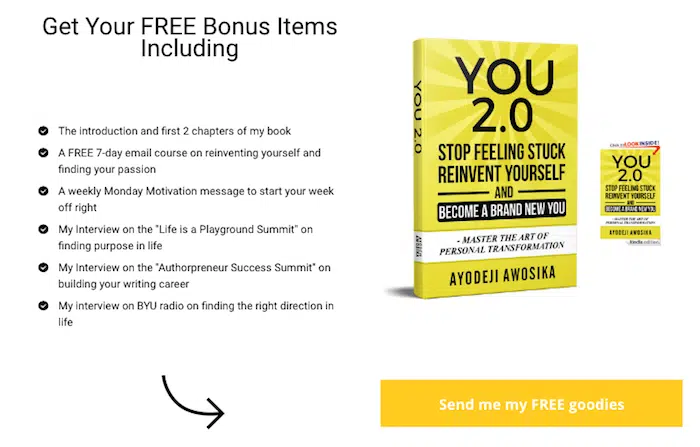 Get Your FREE Bonus Items
Including
The introduction and first 2 chapters of my book
A FREE 7-day email course on reinventing yourself and
finding your passion
A weekly Monday Motivation message to start your week
off right
My Interview on the "Life is a Playground Summit" on
finding purpose in life
My Interview on the "Authorpreneur Success Summit" on
building your writing career
My interview on BYU radio on finding the right direction in
life
YOU 2.0
YOU
2.0
STOP FEELING STUCK
REINVENT YOURSELF
AND
BECOME A BRAND NEW YOU
- MASTER THE ART OF
PERSONAL TRANSFORMATION
AYODEJI AWOSIKA
LOOK INSIDE!
YOU
2.0
STOP FEELING STUCK
REINVENT YOURSELF
AND
BECOME A BRAND NEW YOU
- MASTER THE ART OF
PERSONAL TRANSFORMATION
AYODEJI AWOSIKA
kindle edition
Send me my FREE goodies